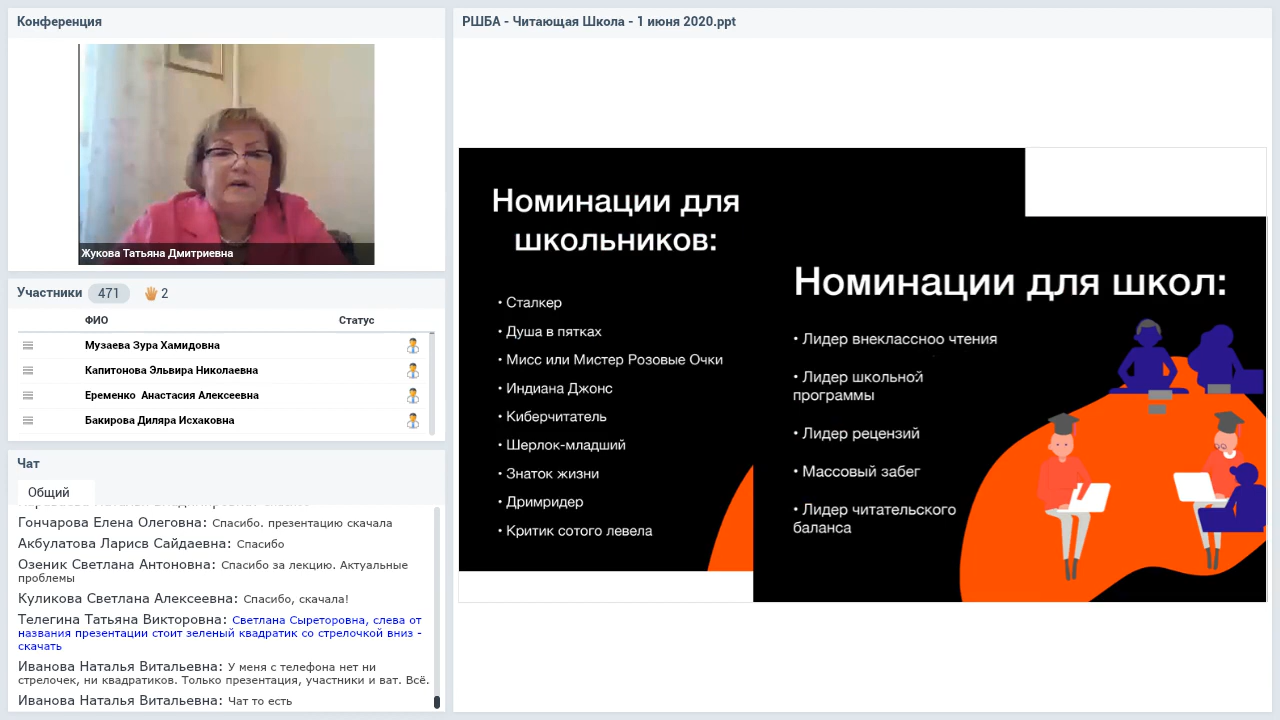 Конференция
Жукова Татьяна Дмитриевна
Участники 471 2
ФИО Статус
Музаева Зура Хамидовна
Капитонова Эльвира Николаевна
Еременко Анастасия Алексеевна
Бакирова Диляра Исхаковна
Чат
Общий
Гончарова Елена Олеговна: Спасибо. презентацию скачала
Акбулатова Ларисв Сайдаевна: Спасибо
Озеник Светлана Антоновна: Спасибо за лекцию. Актуальные
проблемы
Куликова Светлана Алексеевна: Спасибо, скачала!
Телегина Татьяна Викторовна: Светлана Сыреторовна, слева от
названия презентации стоит зеленый квадратик со стрелочкой вниз -
скачать
Иванова Наталья Витальевна: У меня с телефона нет ни
стрелочек, ни квадратиков. Только презентация, участники и ват. Всё.
Иванова Наталья Витальевна: Чат то есть
РШБА - Читающая Школа - 1 июня 2020.ppt
Номинации для
школьников:
• Сталкер
• Душа в пятках
• Мисс или Мистер Розовые Очки
• Индиана Джонс
• Киберчитатель
• Шерлок-младший
• Знаток жизни
• Дримридер
• Критик сотого левела
Номинации для школ:
• Лидер внеклассноо чтения
• Лидер школьной
программы
• Лидер рецензий
• Массовый забег
• Лидер читательского
баланса